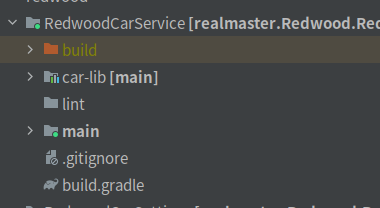 RedwoodCarService [realmaster.Redwood.Red
build
car-lib [main]
lint
main
.gitignore
build.gradle